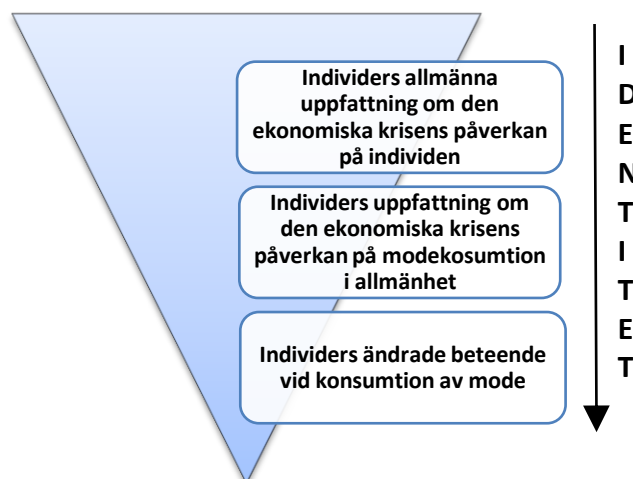 Individers allmänna
uppfattning om den
ekonomiska krisens påverkan
på individen
Individers uppfattning om
den ekonomiska krisens
påverkan på modekosumtion
i allmänhet
Individers ändrade beteende
vid konsumtion av mode
I
D
E
N
T
I
T
E
T